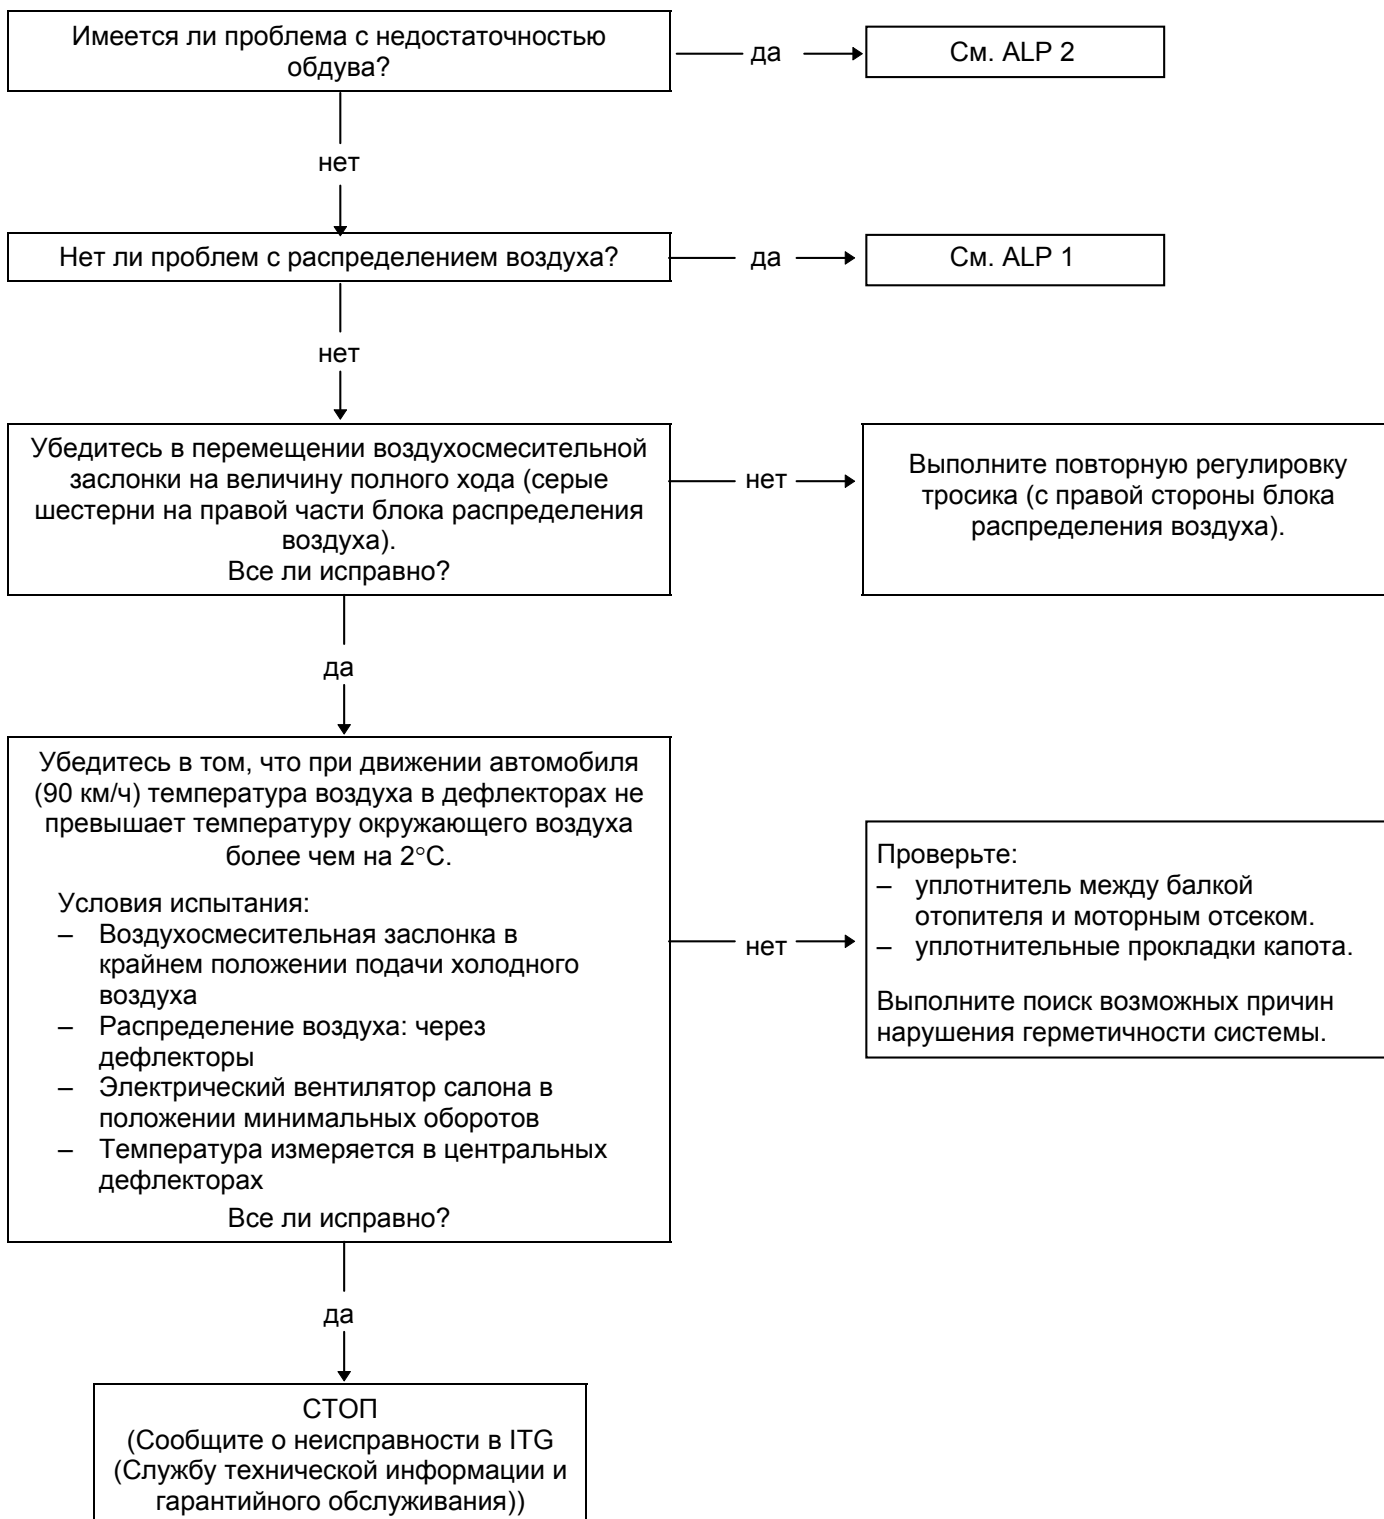 Имеется ли проблема с недостаточностью
обдува?
да
См. ALP 2
нет
Нет ли проблем с распределением воздуха?
да
См. ALP 1
нет
Убедитесь в перемещении воздухосмесительной
заслонки на величину полного хода (серые
шестерни на правой части блока распределения
воздуха).
Все ли исправно?
нет
Выполните повторную регулировку
тросика (с правой стороны блока
распределения воздуха).
да
Убедитесь в том, что при движении автомобиля
(90 км/ч) температура воздуха в дефлекторах не
превышает температуру окружающего воздуха
более чем на 2°C.
Условия испытания:
– Воздухосмесительная заслонка в
крайнем положении подачи холодного
воздуха
– Распределение воздуха: через
дефлекторы
– Электрический вентилятор салона в
положении минимальных оборотов
– Температура измеряется в центральных
дефлекторах
Все ли исправно?
нет
Проверьте:
– уплотнитель между балкой
отопителя и моторным отсеком.
– уплотнительные прокладки капота.
Выполните поиск возможных причин
нарушения герметичности системы.
да
СТОП
(Сообщите о неисправности в ITG
(Службу технической информации и
гарантийного обслуживания))